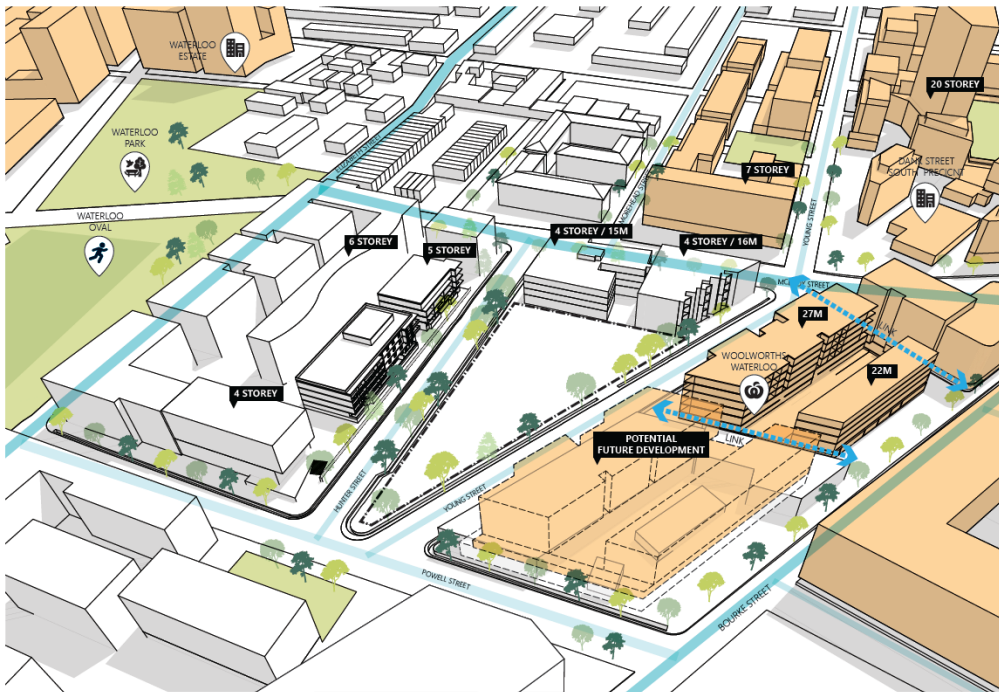 WATERLOO
ESTATE
20 STOREY
WATERLOO
PARK
7 STOREY
DANK STREET
SOUTH PRECICNT
WATERLOO
OVAL
6 STOREY
5 STOREY
4 STOREY / 15M
4 STOREY / 16M
YOUNG STREET
27M
LINK
WOOLWORTHS
WATERLOO
22M
4 STOREY
LINK
POTENTIAL
FUTURE DEVELOPMENT
HUNTER STREET
YOUNG STREET
POWELL STREET
BOURKE STREET